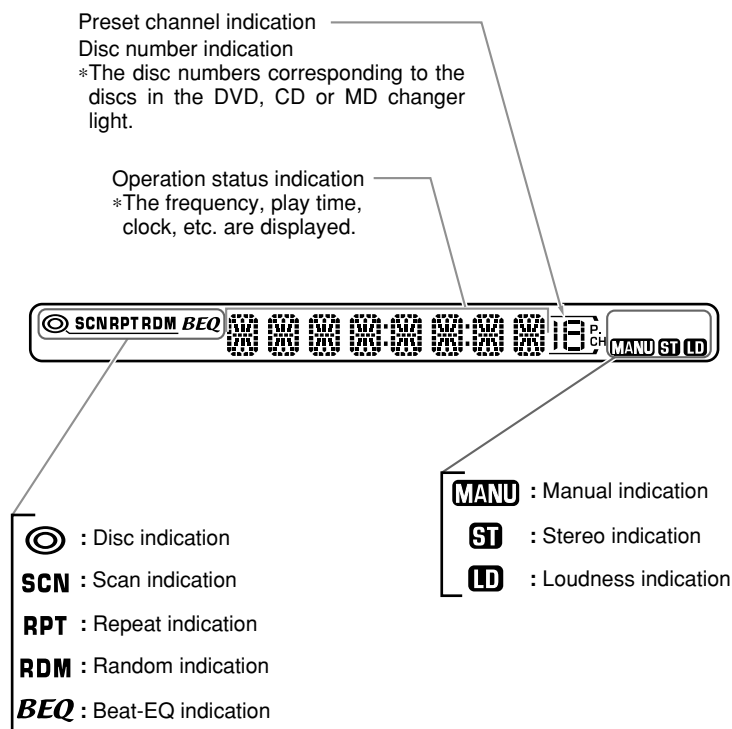 Preset channel indication
Disc number indication
*The disc numbers corresponding to the
discs in the DVD, CD or MD changer
light.
Operation status indication
*The frequency, play time,
clock, etc. are displayed.
SCN RPT RDM BEQ 18 P.CH MANU ST LD
MANU : Manual indication
ST : Stereo indication
LD : Loudness indication
: Disc indication
SCN : Scan indication
RPT : Repeat indication
RDM : Random indication
BEQ : Beat-EQ indication